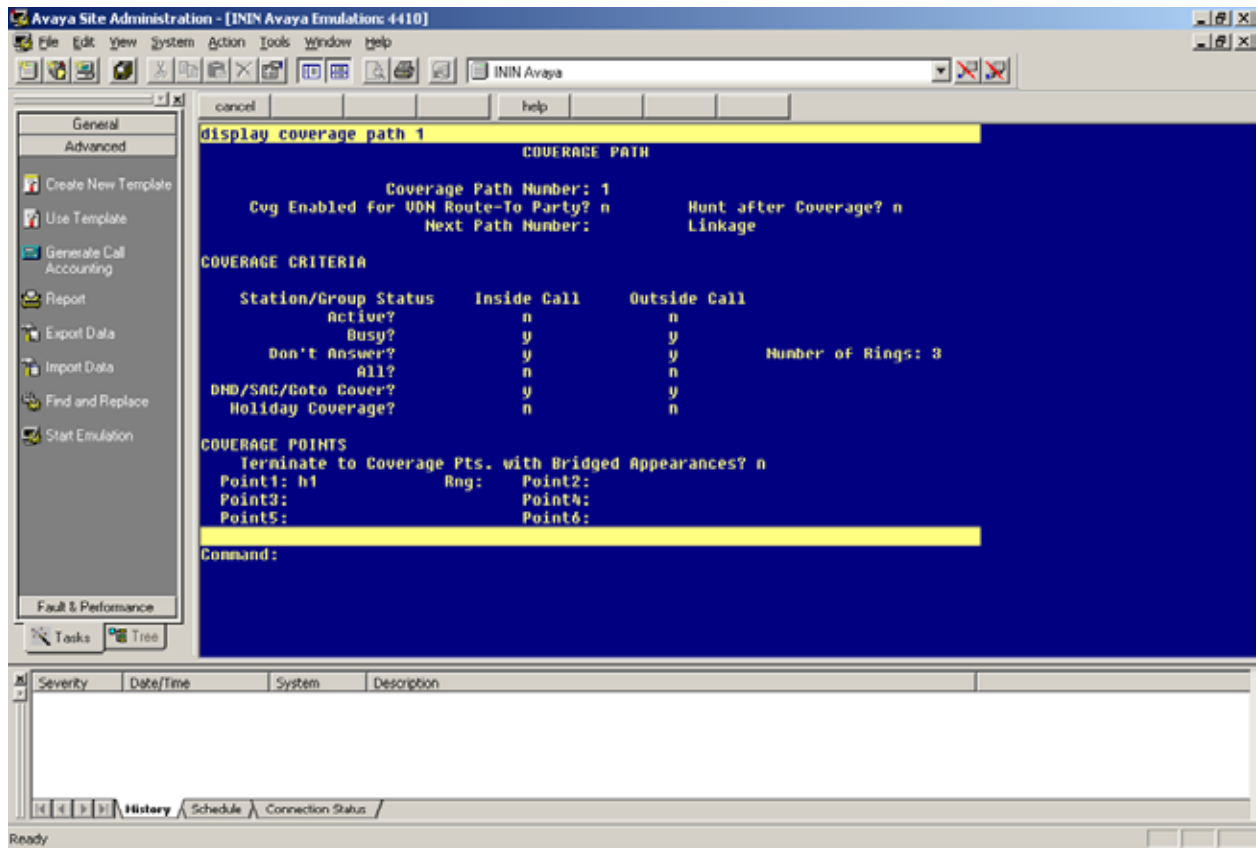 Avaya Site Administration - [ININ Avaya Emulation: 4410]
File Edit View System Action Tools Window Help
ININ Avaya
General
Advanced
Create New Template
Use Template
Generate Call
Accounting
Report
Export Data
Import Data
Find and Replace
Start Emulation
Fault & Performance
Tasks Tree
cancel help
display coverage path 1
COVERAGE PATH
Coverage Path Number: 1
Cvg Enabled for VDN Route-To Party? n Hunt after Coverage? n
Next Path Number: Linkage
COVERAGE CRITERIA
Station/Group Status Inside Call Outside Call
Active? n n
Busy? y y
Don't Answer? y y Number of Rings: 3
All? n n
DND/SAC/Goto Cover? y y
Holiday Coverage? n n
COVERAGE POINTS
Terminate to Coverage Pts. with Bridged Appearances? n
Point1: h1 Rng: Point2:
Point3: Point4:
Point5: Point6:
Command:
Severity Date/Time System Description
History Schedule Connection Status
Ready